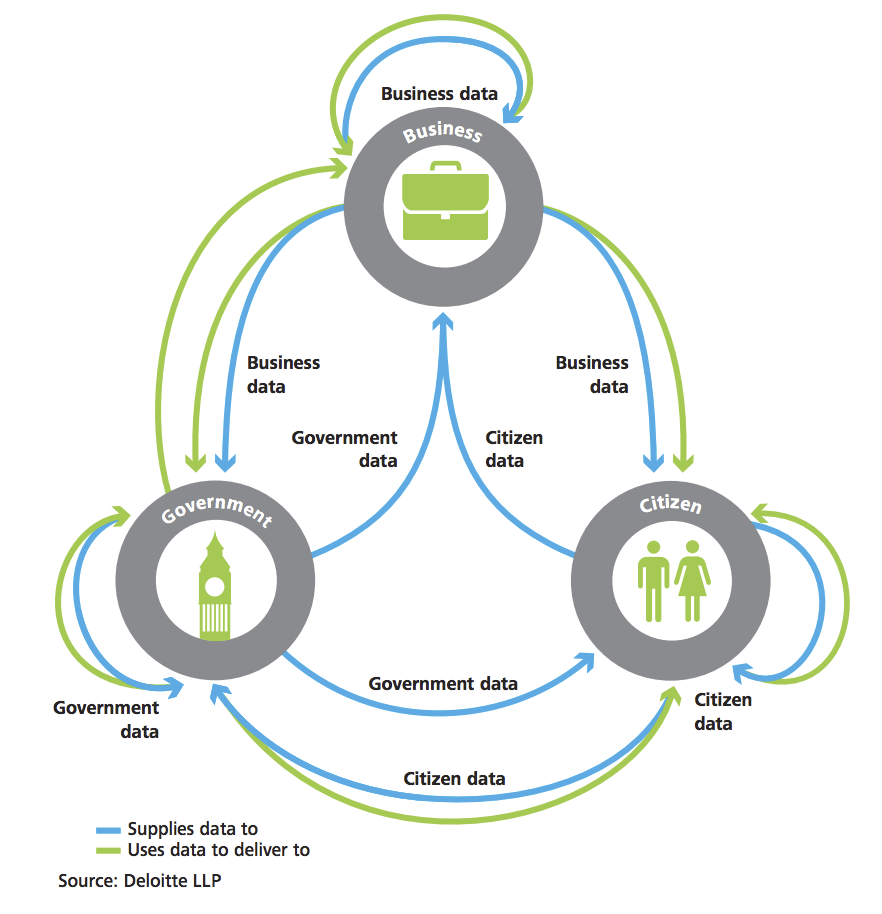 Business data
Business
Business
data
Business
data
Government
data
Citizen
data
Government
Citizen
Government data
Government
data
Citizen
data
Citizen data
Supplies data to
Uses data to deliver to
Source: Deloitte LLP